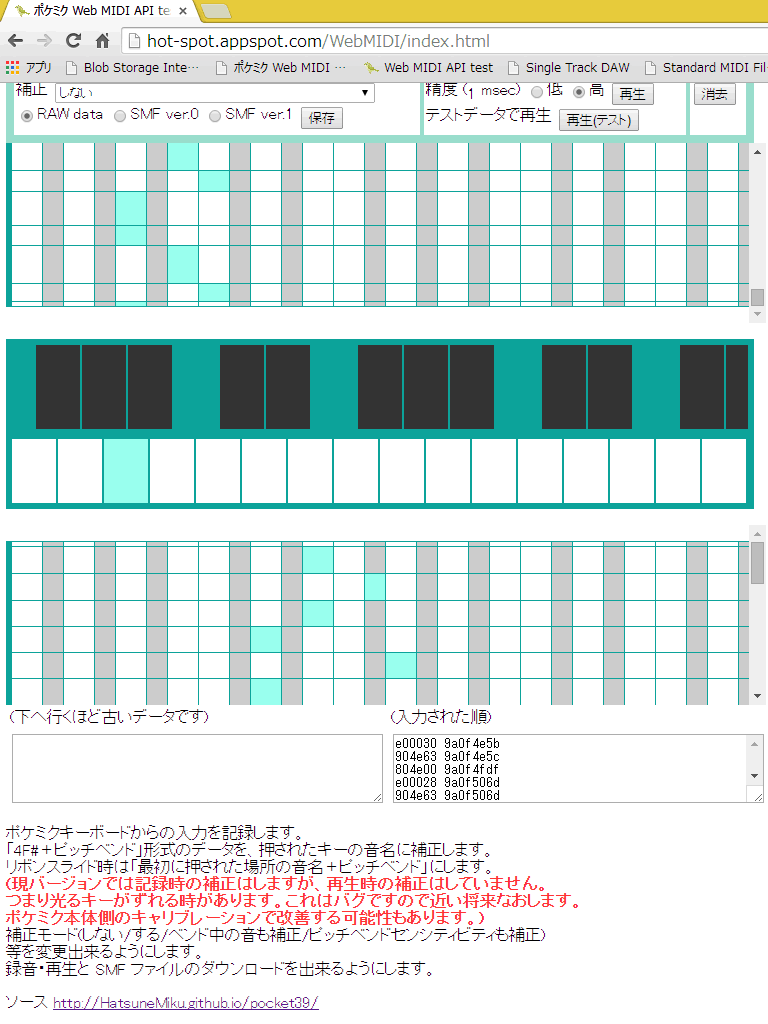 ポケミク Web MIDI API te
hot-spot.appspot.com/WebMIDI/index.html
アプリ Blob Storage Inte… ポケミク Web MIDI … Web MIDI API test Single Track DAW Standard MIDI Fil
補正 しない
精度 (1 msec) 低 高 再生
消去
RAW data SMF ver.0 SMF ver.1 保存
テストデータで再生 再生(テスト)
(下へ行くほど古いデータです)
(入力された順)
e00030 9a0f4e5b
904e63 9a0f4e5c
804e00 9a0f4fdf
e00028 9a0f506d
904e63 9a0f506d
ポケミクキーボードからの入力を記録します。
「4F#+ピッチベンド」形式のデータを、押されたキーの音名に補正します。
リボンスライド時は「最初に押された場所の音名+ピッチベンド」にします。
(現バージョンでは記録時の補正はしますが、再生時の補正はしていません。
つまり光るキーがずれる時があります。これはバグですので近い将来なおします。
ポケミク本体側のキャリブレーションで改善する可能性もあります。)
補正モード(しない/する/ベンド中の音も補正/ピッチベンドセンシティビティも補正)
等を変更出来るようにします。
録音・再生と SMF ファイルのダウンロードを出来るようにします。
ソース http://HatsuneMiku.github.io/pocket39/